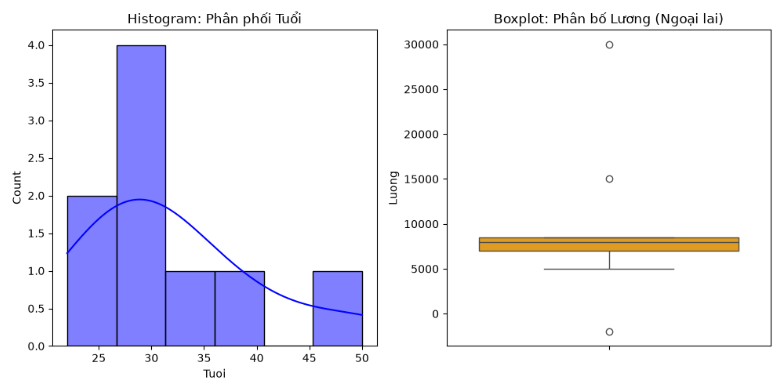 Histogram: Phân phối Tuổi
4.0
3.5
3.0
2.5
2.0
1.5
1.0
0.5
0.0
Count
25 30 35 40 45 50
Tuoi
Boxplot: Phân bố Lương (Ngoại lai)
30000
25000
20000
15000
10000
5000
0
Luong